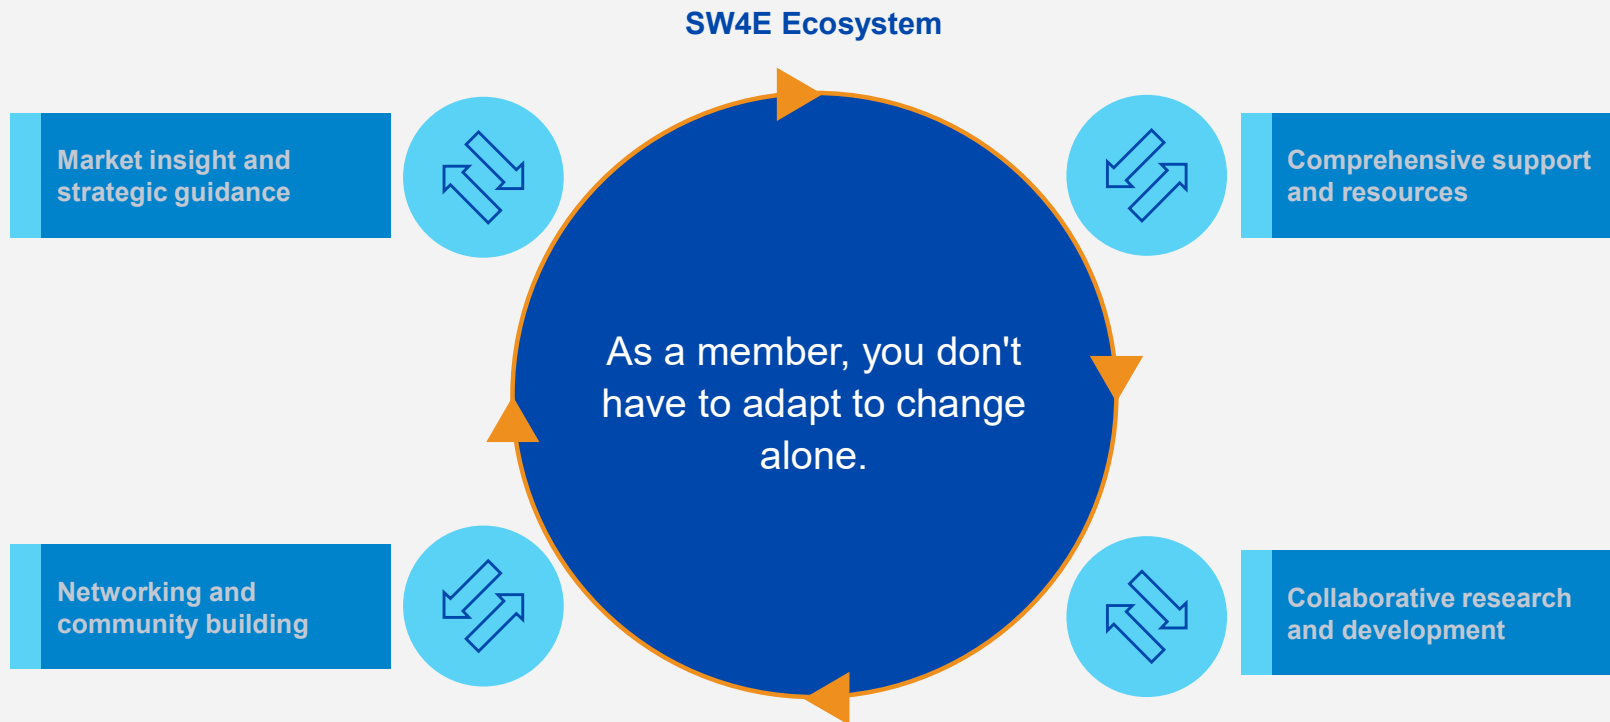 SW4E Ecosystem
Market insight and
strategic guidance
Comprehensive support
and resources
As a member, you don't
have to adapt to change
alone.
Networking and
community building
Collaborative research
and development